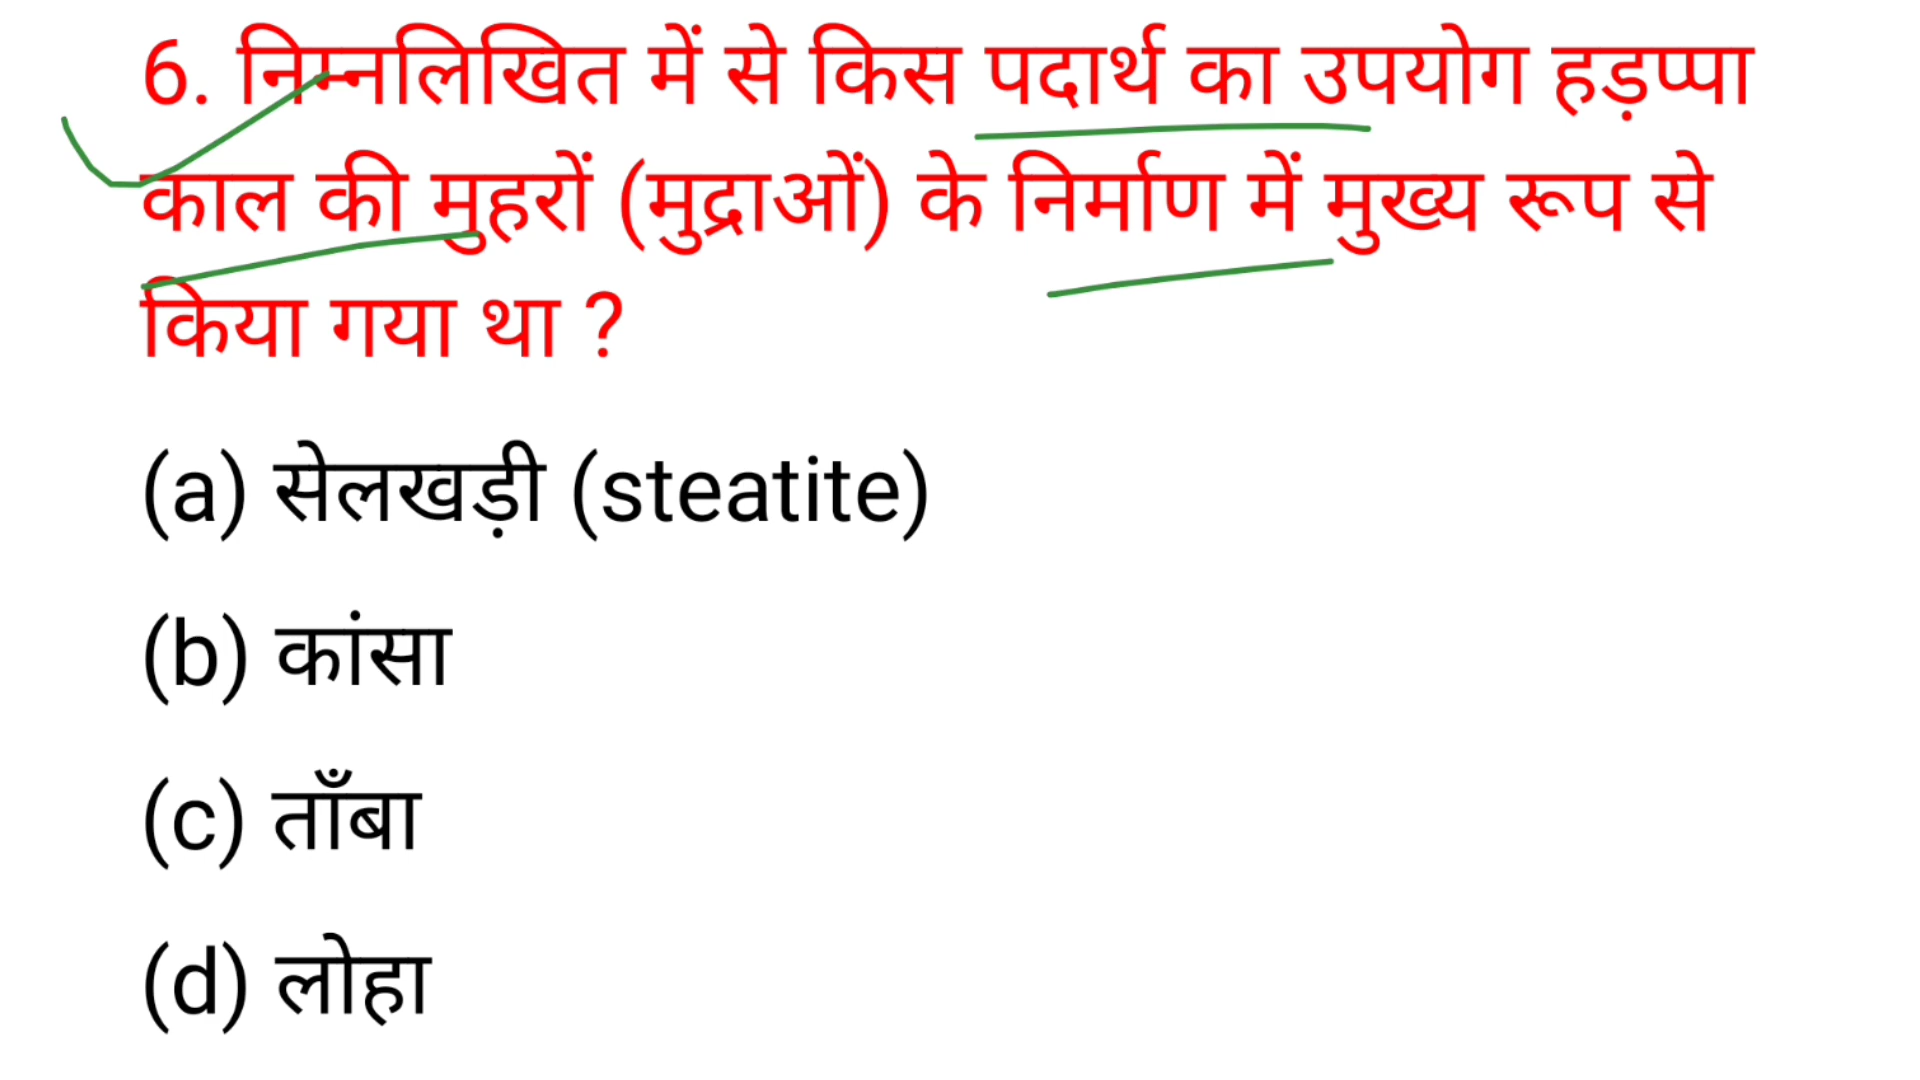 6. निम्नलिखित में से किस पदार्थ का उपयोग हड़प्पा
काल की मुहरों (मुद्राओं) के निर्माण में मुख्य रूप से
किया गया था ?
(a) सेलखड़ी (steatite)
(b) कांसा
(c) ताँबा
(d) लोहा